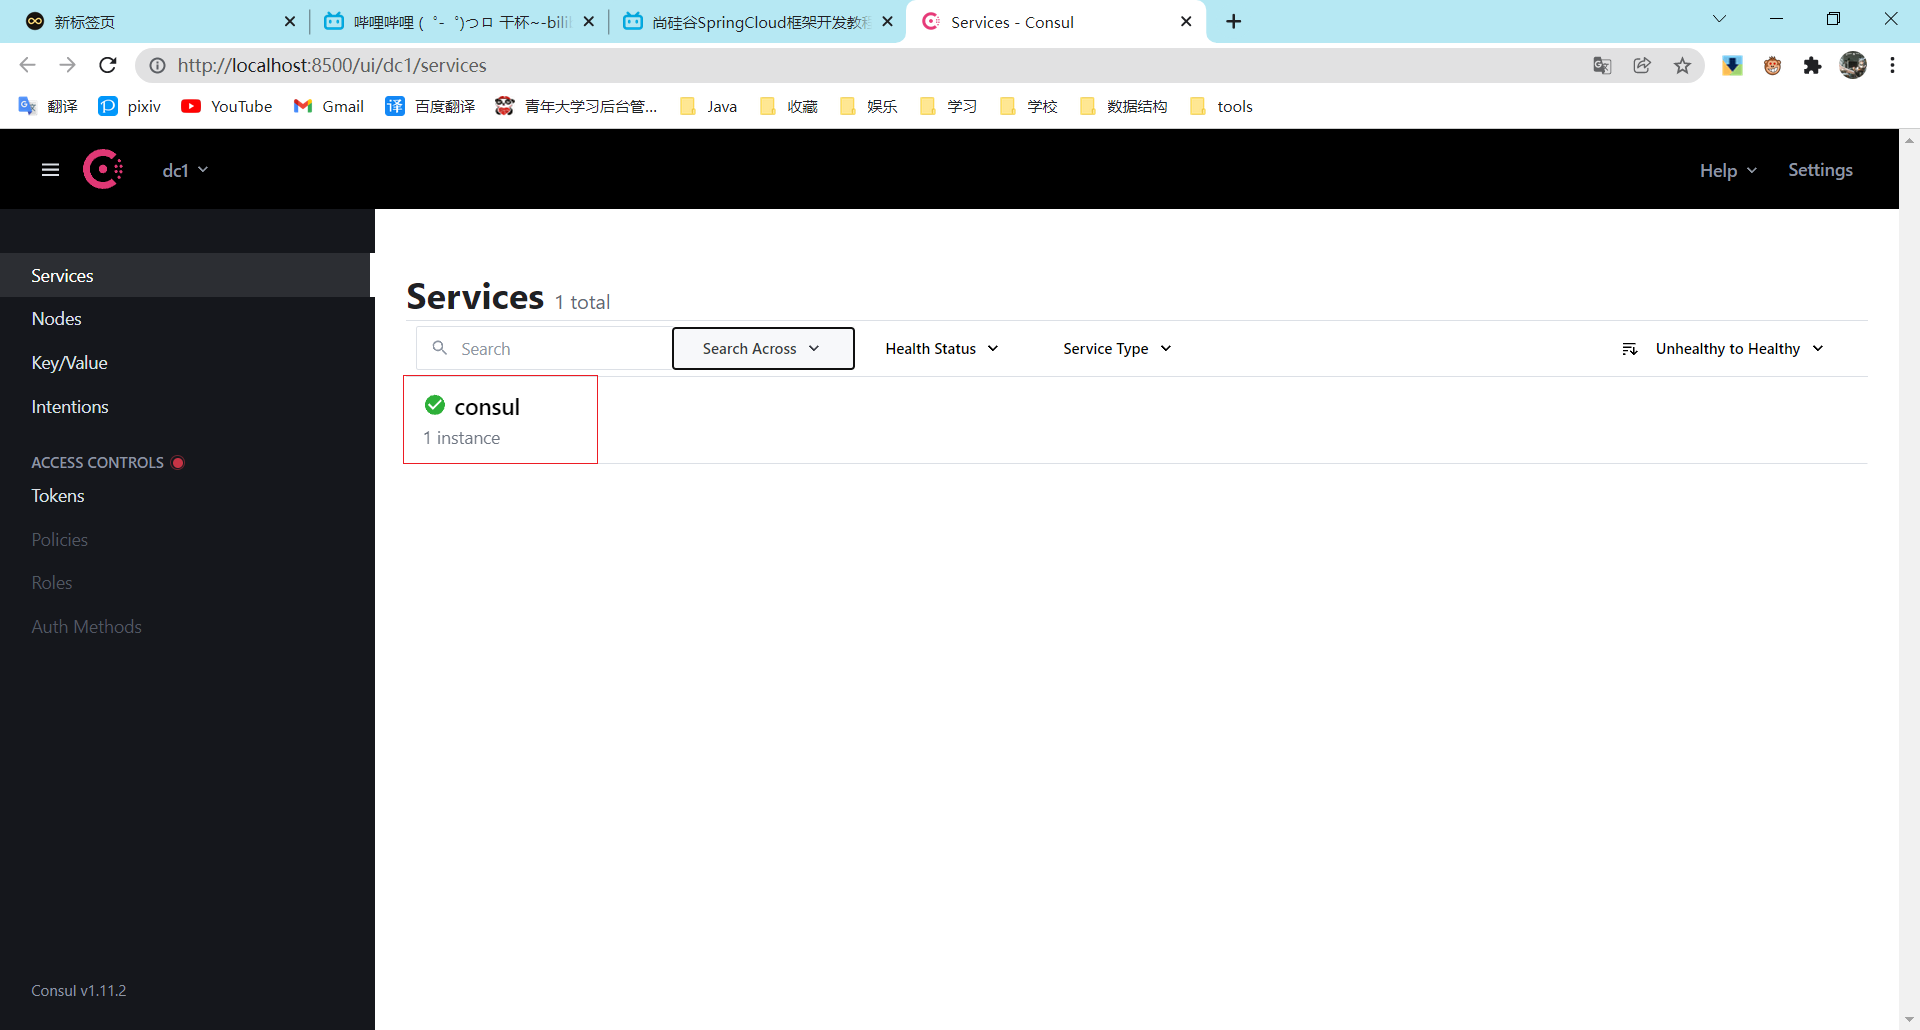 新标签页
哔哩哔哩 (゜-゜)つロ 干杯~-bili
尚硅谷SpringCloud框架开发教程
Services - Consul
http://localhost:8500/ui/dc1/services
翻译
pixiv
YouTube
Gmail
译 百度翻译
青年大学习后台管...
Java
收藏
娱乐
学习
学校
数据结构
tools
dc1
Help
Settings
Services
Nodes
Key/Value
Intentions
ACCESS CONTROLS
Tokens
Policies
Roles
Auth Methods
Consul v1.11.2
Services 1 total
Search
Search Across
Health Status
Service Type
Unhealthy to Healthy
consul
1 instance